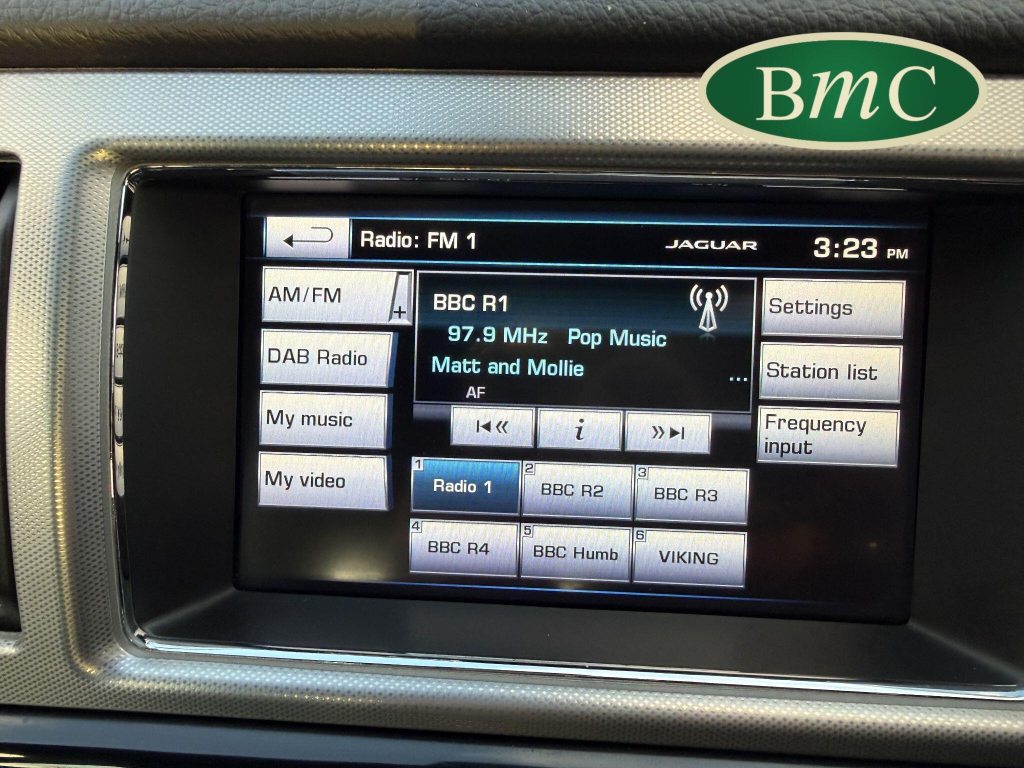 BmC
Radio: FM 1
JAGUAR
3:23 PM
AM/FM
+
DAB Radio
My music
My video
BBC R1
97.9 MHz Pop Music
Matt and Mollie
...
AF
i
Settings
Station list
Frequency
input
1 Radio 1
2 BBC R2
3 BBC R3
4 BBC R4
5 BBC Humb
6 VIKING